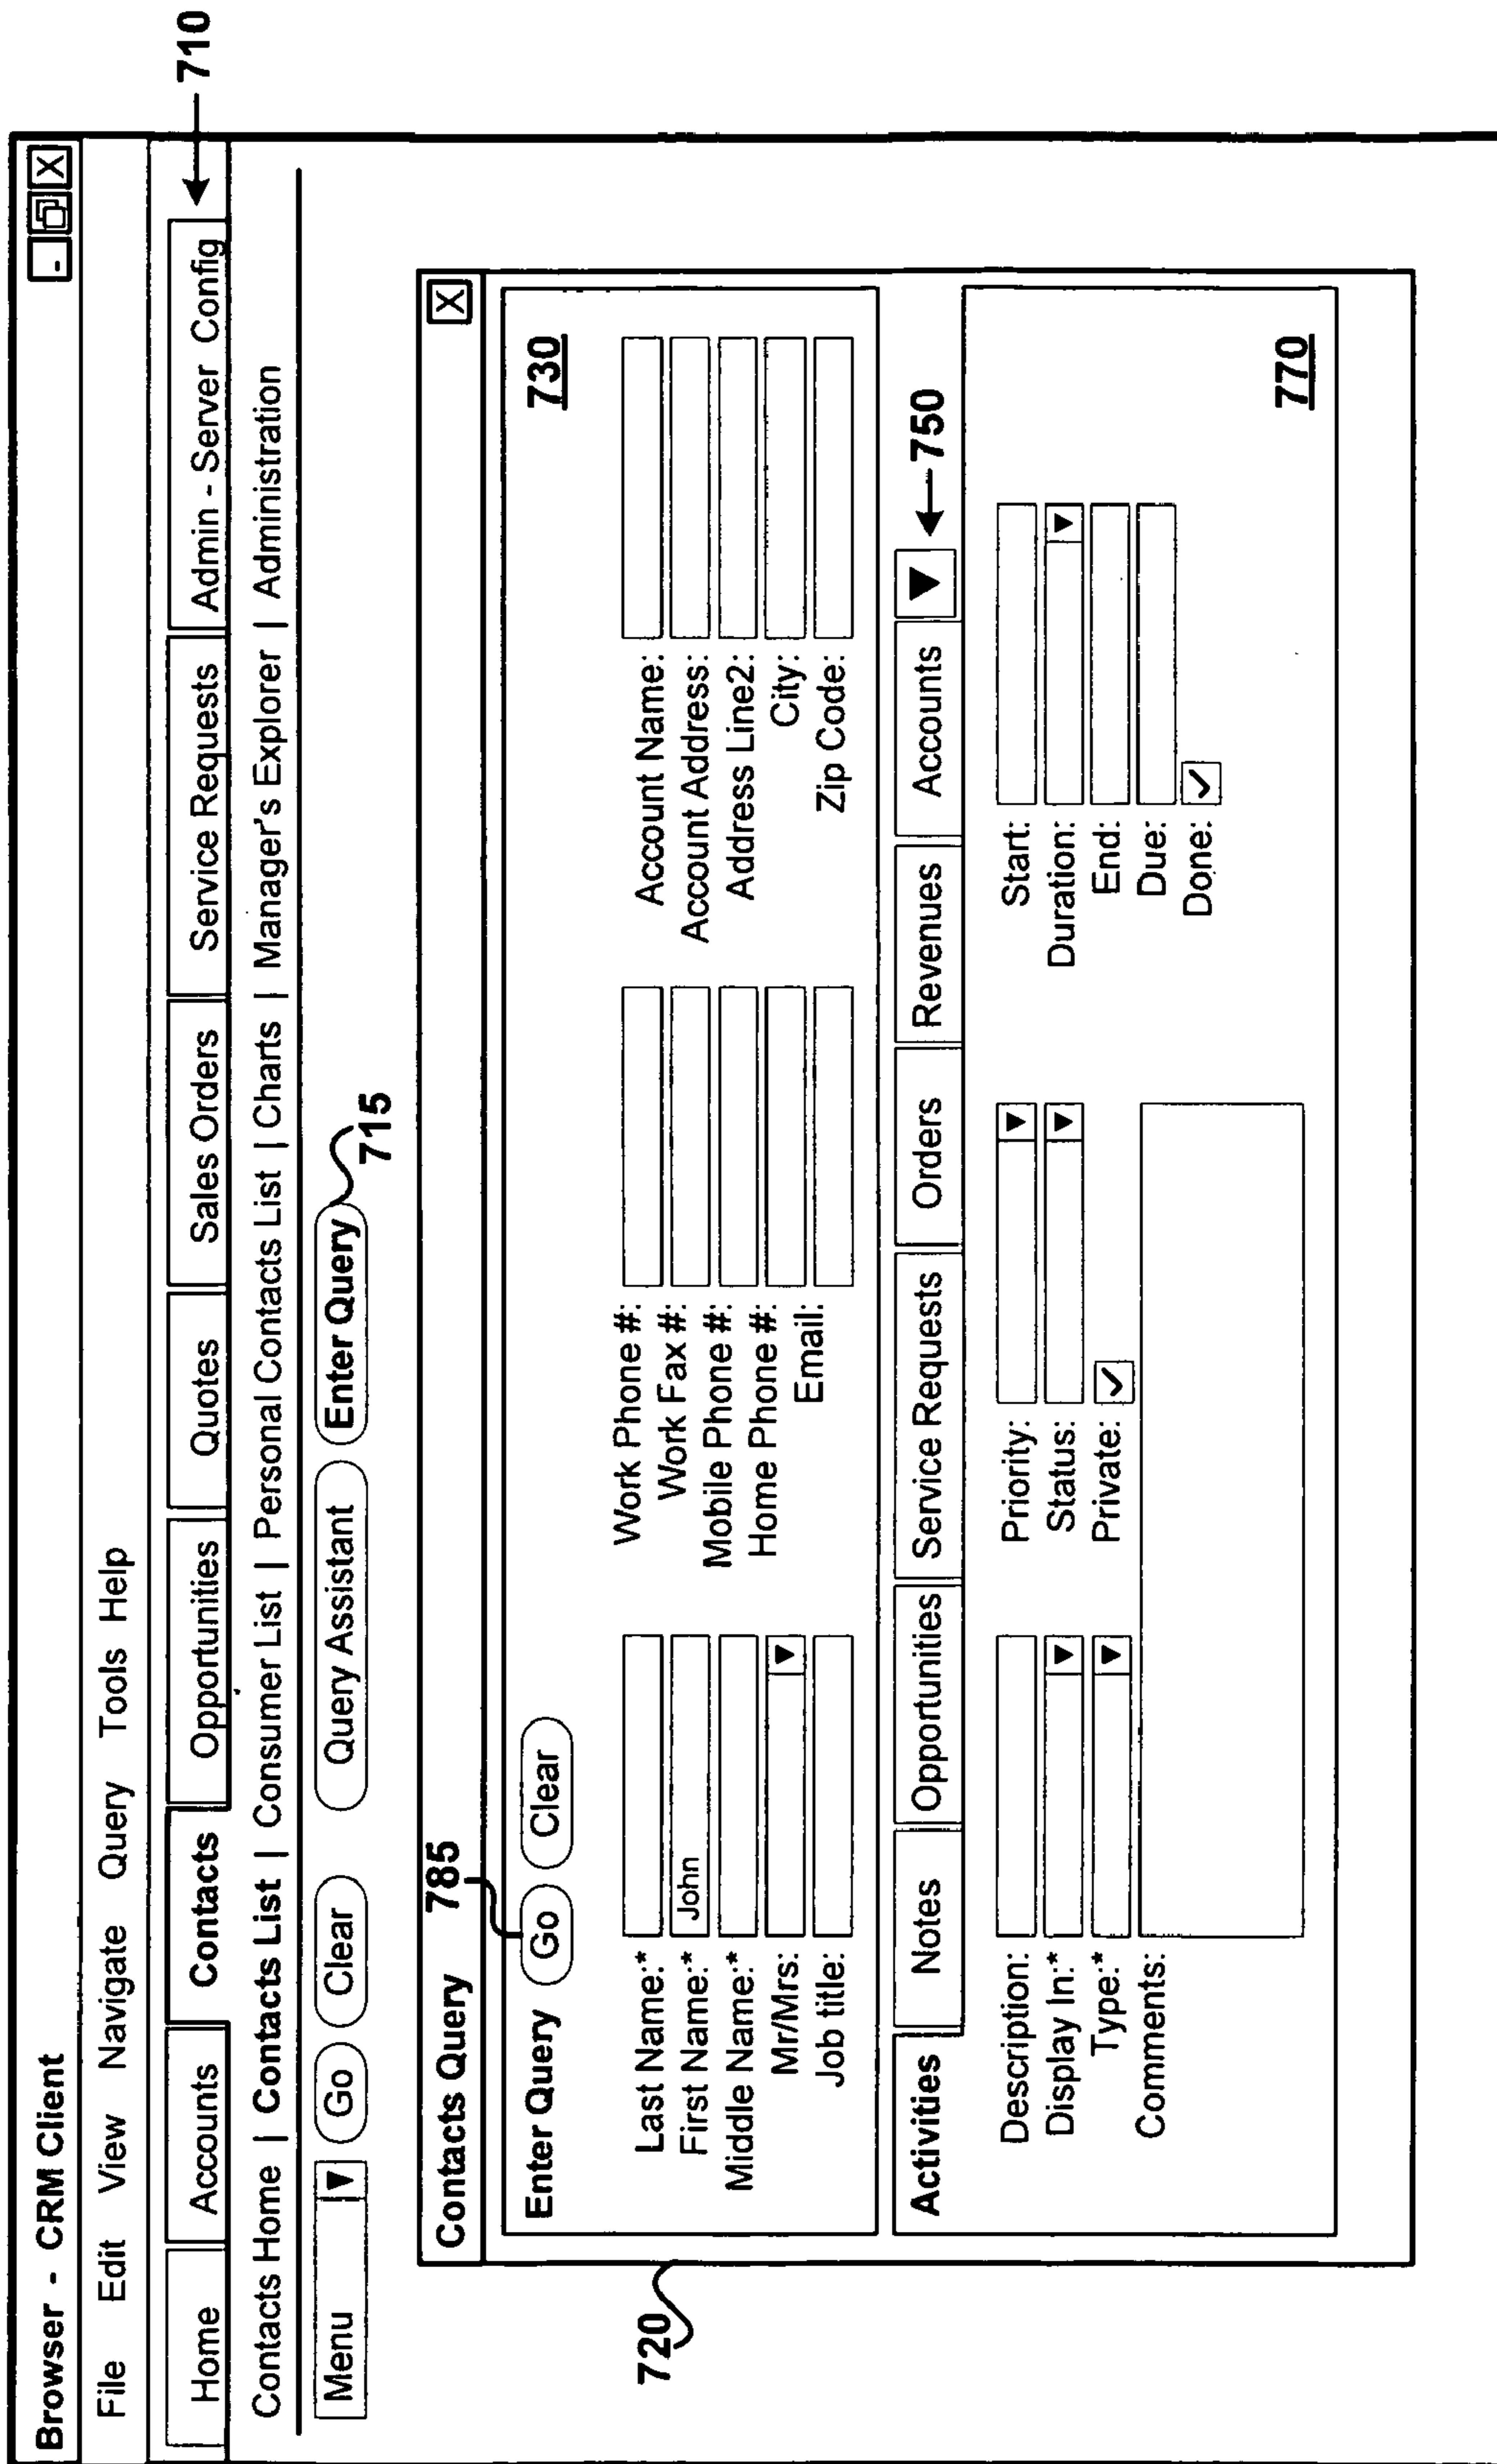 Browser - CRM Client
- X
File Edit View Navigate Query Tools Help
Home Accounts Contacts Opportunities Quotes Sales Orders Service Requests Admin - Server Config
710
Contacts Home | Contacts List | Consumer List | Personal Contacts List | Charts | Manager's Explorer | Administration
Menu Go Clear Query Assistant Enter Query
715
Contacts Query X
785
Enter Query Go Clear
730
Last Name:* Work Phone #: Account Name:
First Name:* John Work Fax #: Account Address:
Middle Name:* Mobile Phone #: Address Line2:
Mr/Mrs: Home Phone #: City:
Job title: Email: Zip Code:
720
Activities Notes Opportunities Service Requests Orders Revenues Accounts
750
Description: Priority: Start:
Display In:* Status: Duration:
Type:* Private: End:
Comments: Due:
Done:
770